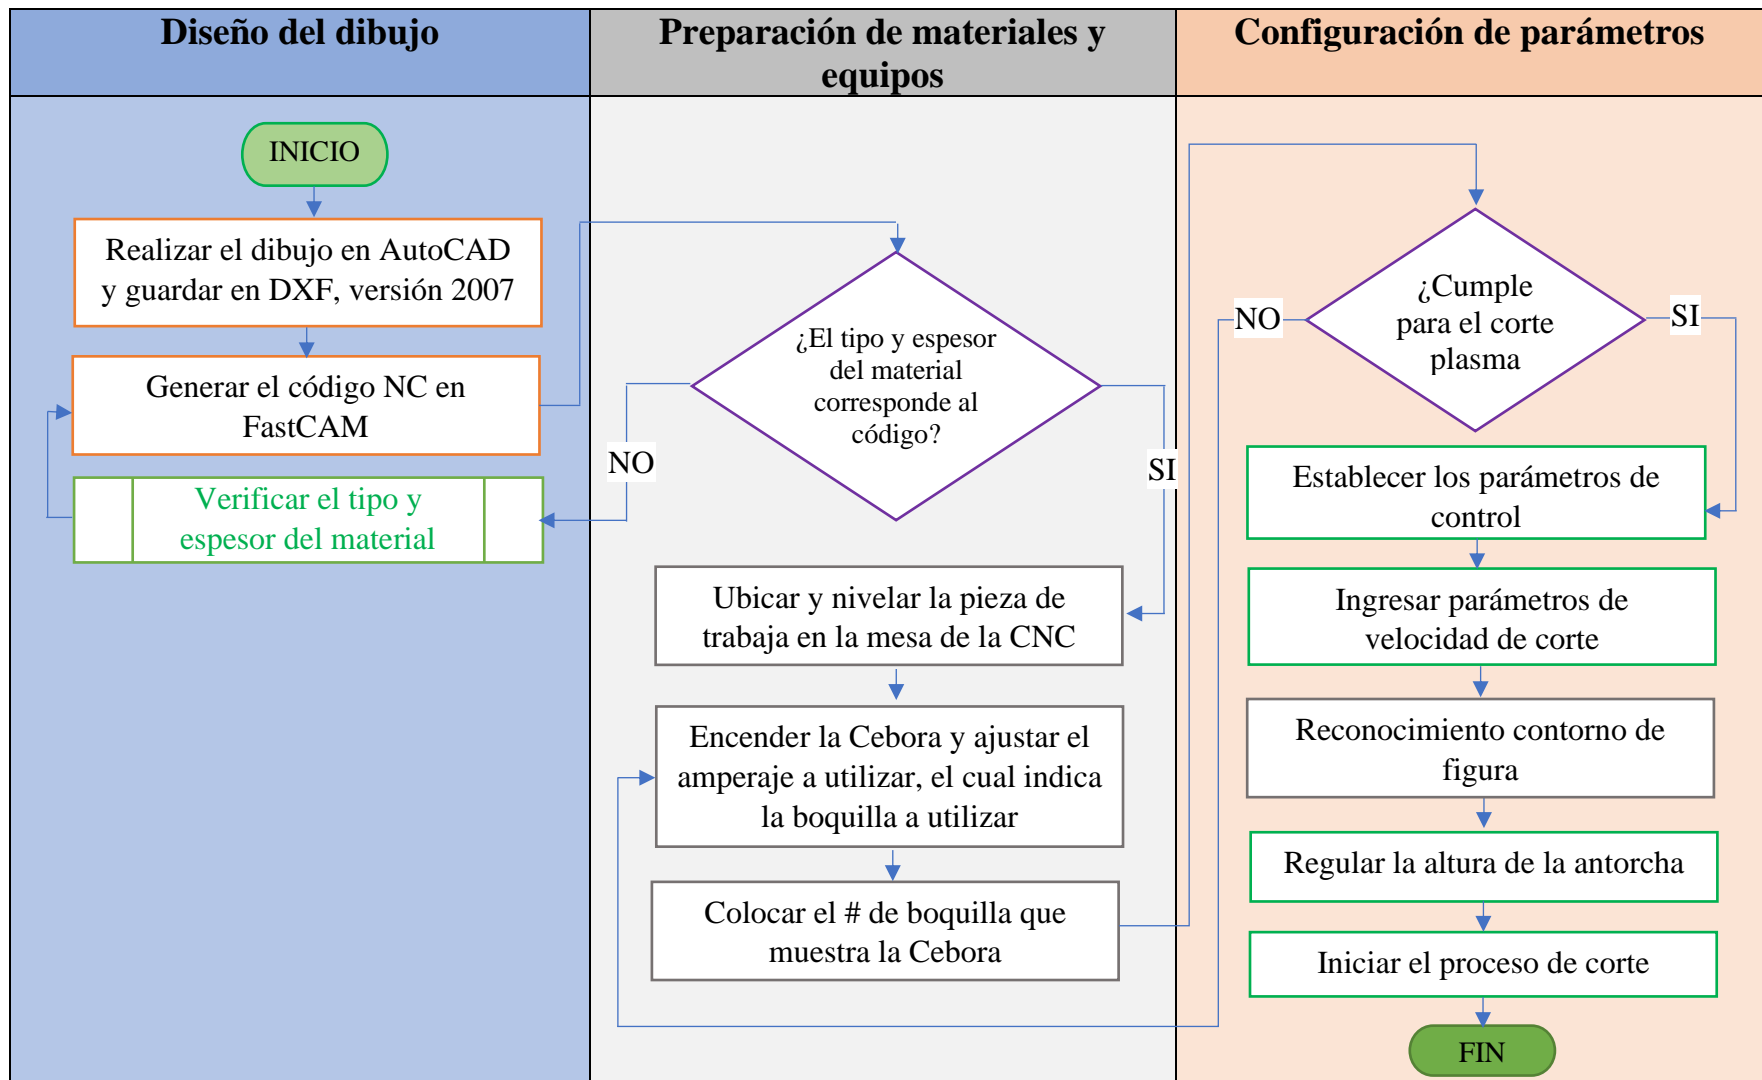 Diseño del dibujo
Preparación de materiales y
equipos
Configuración de parámetros
INICIO
Realizar el dibujo en AutoCAD
y guardar en DXF, versión 2007
Generar el código NC en
FastCAM
Verificar el tipo y
espesor del material
¿El tipo y espesor
del material
corresponde al
código?
NO
SI
Ubicar y nivelar la pieza de
trabaja en la mesa de la CNC
Encender la Cebora y ajustar el
amperaje a utilizar, el cual indica
la boquilla a utilizar
Colocar el # de boquilla que
muestra la Cebora
¿Cumple
para el corte
plasma
NO
SI
Establecer los parámetros de
control
Ingresar parámetros de
velocidad de corte
Reconocimiento contorno de
figura
Regular la altura de la antorcha
Iniciar el proceso de corte
FIN